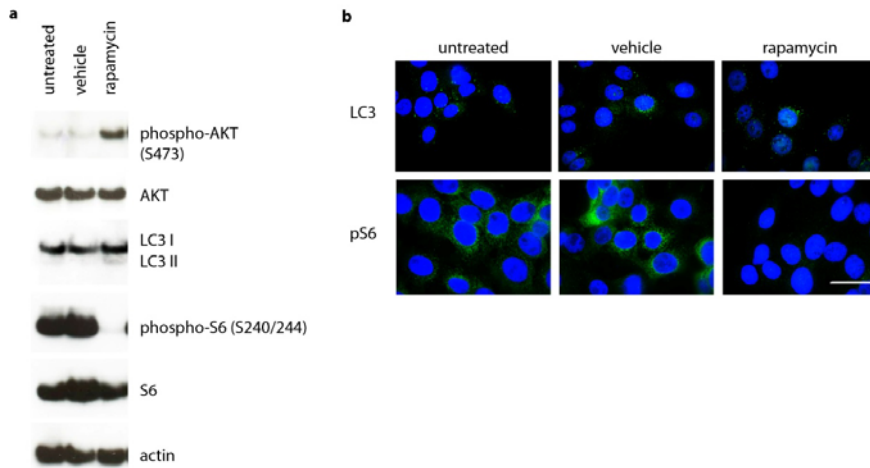 a
untreated
vehicle
rapamycin
phospho-AKT
(S473)
AKT
LC3 I
LC3 II
phospho-S6 (S240/244)
S6
actin
b
untreated
vehicle
rapamycin
LC3
pS6